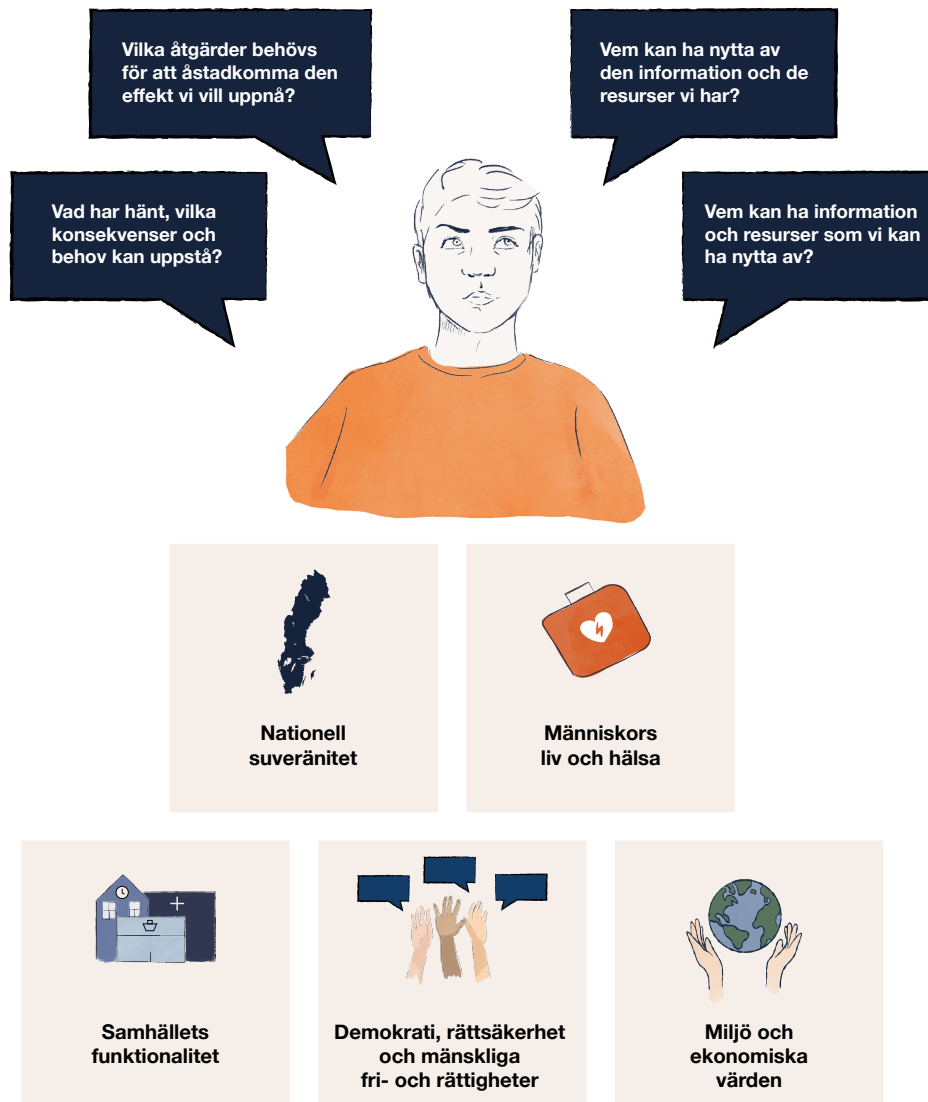 Vilka åtgärder behövs
för att åstadkomma den
effekt vi vill uppnå?
Vem kan ha nytta av
den information och de
resurser vi har?
Vad har hänt, vilka
konsekvenser och
behov kan uppstå?
Vem kan ha information
och resurser som vi kan
ha nytta av?
Nationell
suveränitet
Människors
liv och hälsa
Samhällets
funktionalitet
Demokrati, rättsäkerhet
och mänskliga
fri- och rättigheter
Miljö och
ekonomiska
värden